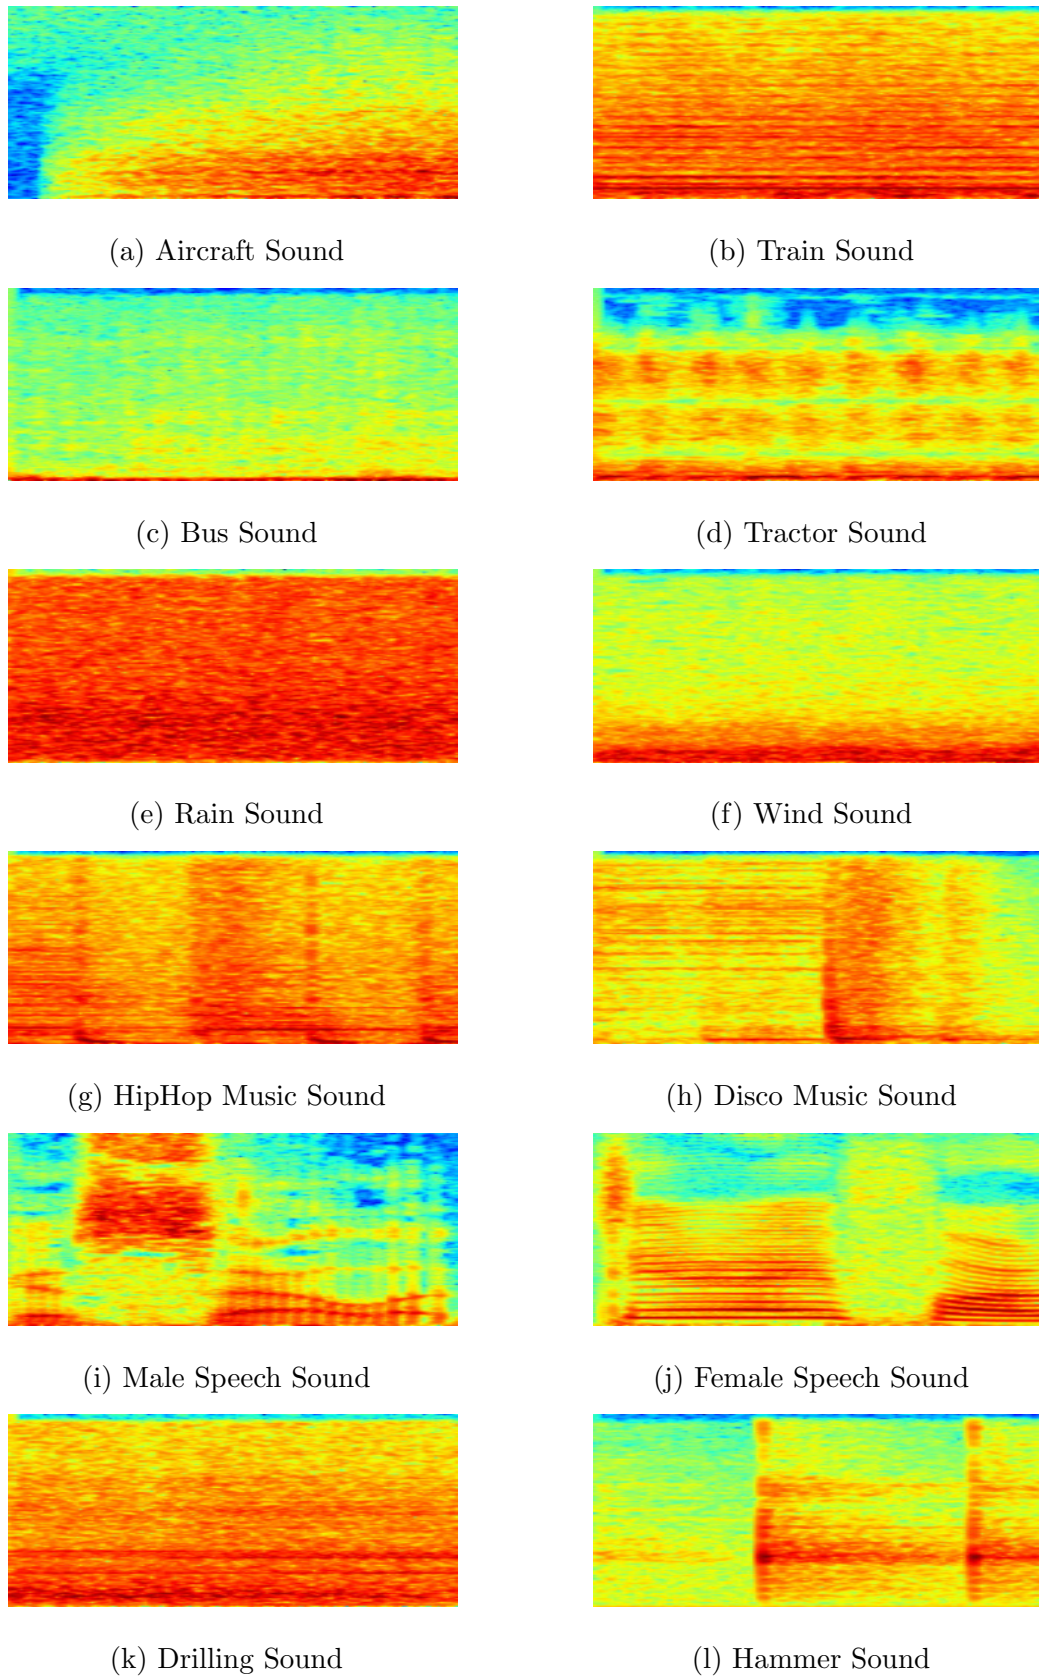 (a) Aircraft Sound
(b) Train Sound
(c) Bus Sound
(d) Tractor Sound
(e) Rain Sound
(f) Wind Sound
(g) HipHop Music Sound
(h) Disco Music Sound
(i) Male Speech Sound
(j) Female Speech Sound
(k) Drilling Sound
(l) Hammer Sound